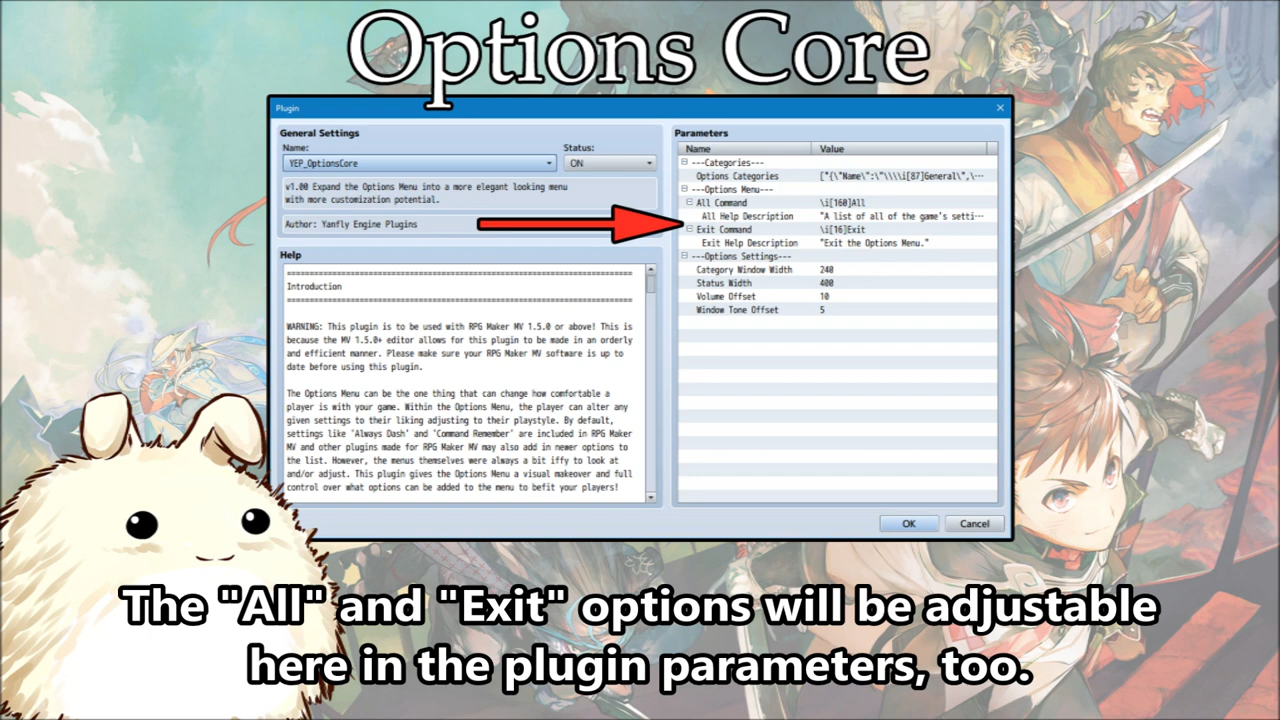 Options Core
Plugin
General Settings
Name:
Status:
YEP_OptionsCore
ON
v1.00 Expand the Options Menu into a more elegant looking menu
with more customization potential.
Author: Yanfly Engine Plugins
Help
================================================================================
Introduction
================================================================================
WARNING: This plugin is to be used with RPG Maker MV 1.5.0 or above! This is
because the MV 1.5.0+ editor allows for this plugin to be made in an orderly
and efficient manner. Please make sure your RPG Maker MV software is up to
date before using this plugin.
The Options Menu can be the one thing that can change how comfortable a
player is with your game. Within the Options Menu, the player can alter any
given settings to their liking adjusting to their playstyle. By default,
settings like 'Always Dash' and 'Command Remember' are included in RPG Maker
MV and other plugins made for RPG Maker MV may also add in newer options to
the list. However, the menus themselves were always a bit iffy to look at
and/or adjust. This plugin gives the Options Menu a visual makeover and full
control over what options can be added to the menu to befit your players!
Parameters
Name Value
---Categories---
Options Categories ["{\"Name\":\"\\\\i[87]General\",\···
---Options Menu---
All Command \i[160]All
All Help Description "A list of all of the game's setti···
Exit Command \i[16]Exit
Exit Help Description "Exit the Options Menu."
---Options Settings---
Category Window Width 240
Status Width 400
Volume Offset 10
Window Tone Offset 5
OK Cancel
The "All" and "Exit" options will be adjustable
here in the plugin parameters, too.